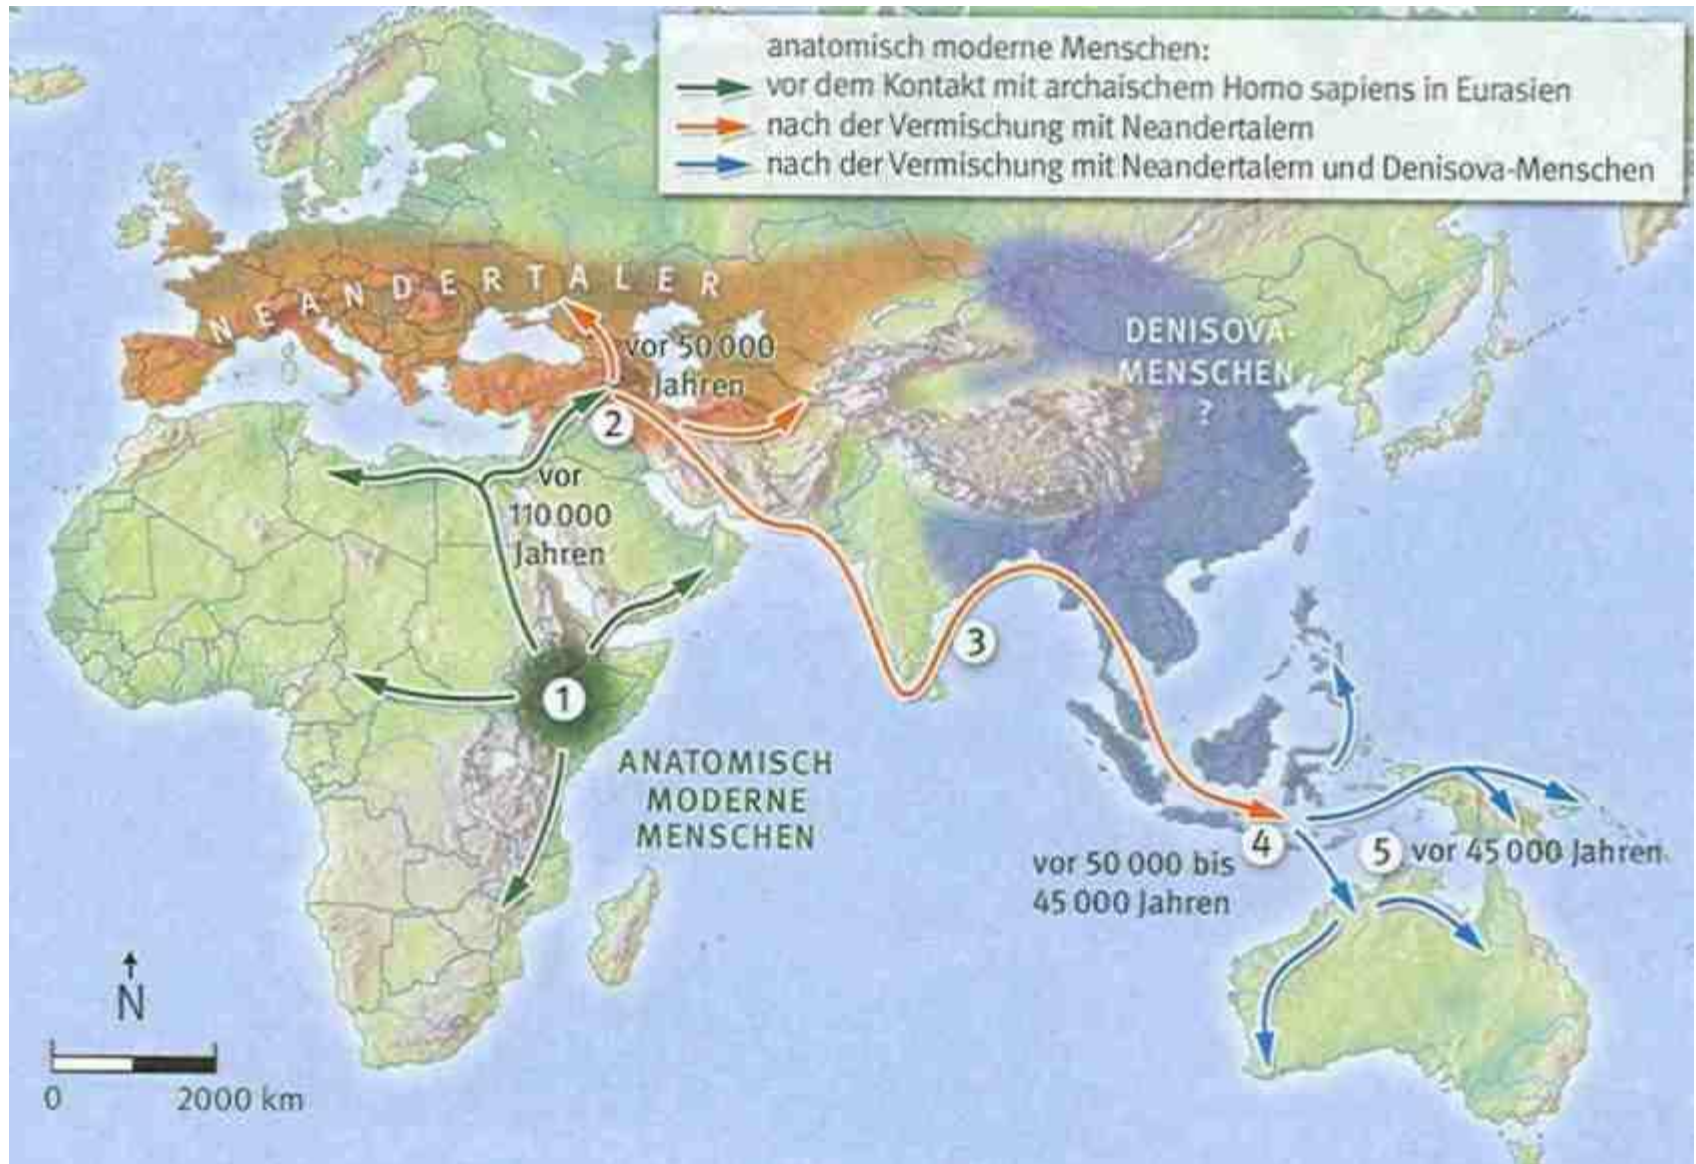 anatomisch moderne Menschen:
vor dem Kontakt mit archaischem Homo sapiens in Eurasien
nach der Vermischung mit Neandertalern
nach der Vermischung mit Neandertalern und Denisova-Menschen
NEANDERTALER
vor 50 000
Jahren
DENISOVA-
MENSCHEN
?
2
vor
110 000
Jahren
3
1
ANATOMISCH
MODERNE
MENSCHEN
4
5 vor 45 000 Jahren
vor 50 000 bis
45 000 Jahren
N
0 2000 km